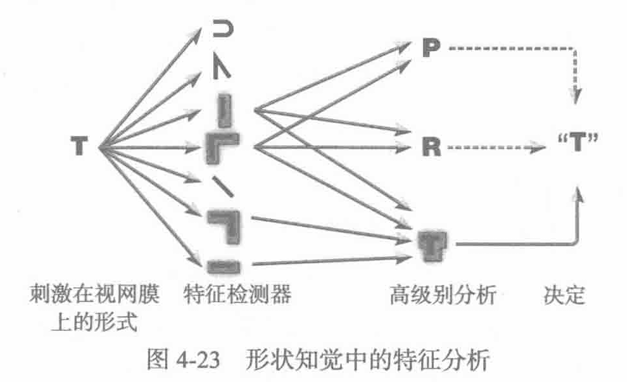 T
P
R
T
“T”
刺激在视网膜
上的形式
特征检测器
高级别分析
决定
图 4-23 形状知觉中的特征分析